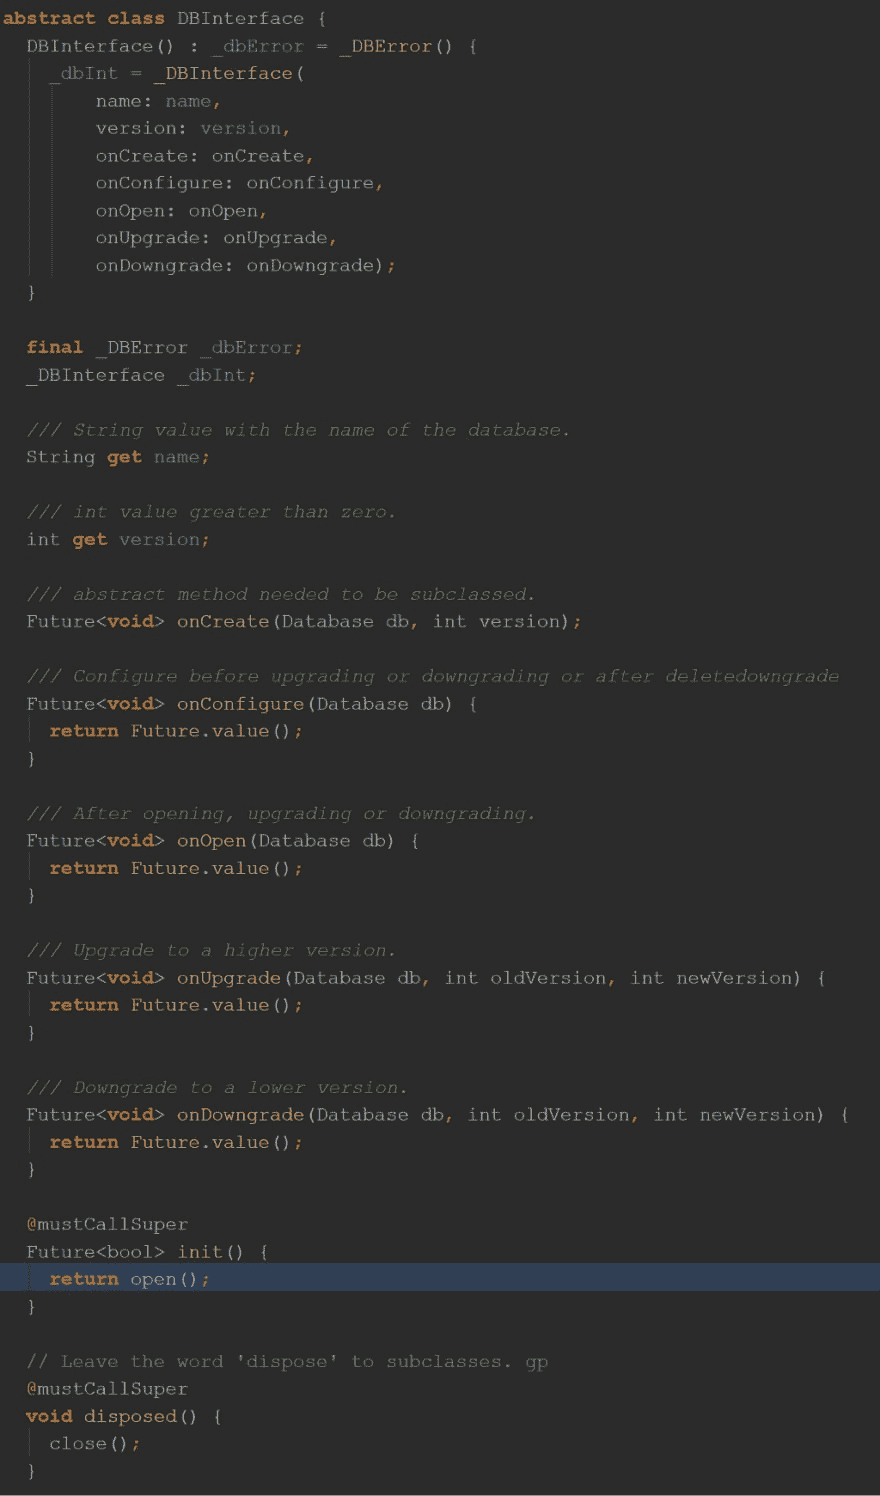 abstract class DBInterface {
DBInterface() : _dbError = _DBError() {
_dbInt = _DBInterface(
name: name,
version: version,
onCreate: onCreate,
onConfigure: onConfigure,
onOpen: onOpen,
onUpgrade: onUpgrade,
onDowngrade: onDowngrade);
}
final _DBError _dbError;
_DBInterface _dbInt;
/// String value with the name of the database.
String get name;
/// int value greater than zero.
int get version;
/// abstract method needed to be subclassed.
Future<void> onCreate(Database db, int version);
/// Configure before upgrading or downgrading or after deletedowngrade
Future<void> onConfigure(Database db) {
return Future.value();
}
/// After opening, upgrading or downgrading.
Future<void> onOpen(Database db) {
return Future.value();
}
/// Upgrade to a higher version.
Future<void> onUpgrade(Database db, int oldVersion, int newVersion) {
return Future.value();
}
/// Downgrade to a lower version.
Future<void> onDowngrade(Database db, int oldVersion, int newVersion) {
return Future.value();
}
@mustCallSuper
Future<bool> init() {
return open();
}
// Leave the word 'dispose' to subclasses. gp
@mustCallSuper
void disposed() {
close();
}